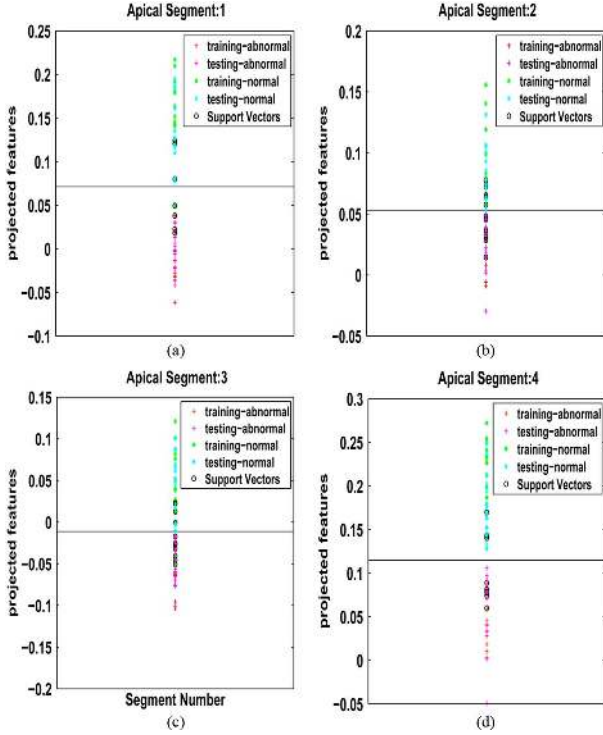 Apical Segment:1
projected features
0.25
0.2
0.15
0.1
0.05
0
−0.05
−0.1
training−abnormal
testing−abnormal
training−normal
testing−normal
Support Vectors
(a)
Apical Segment:2
projected features
0.2
0.15
0.1
0.05
0
−0.05
training−abnormal
testing−abnormal
training−normal
testing−normal
Support Vectors
(b)
Apical Segment:3
projected features
0.15
0.1
0.05
0
−0.05
−0.1
−0.15
−0.2
training−abnormal
testing−abnormal
training−normal
testing−normal
Support Vectors
Segment Number
(c)
Apical Segment:4
projected features
0.3
0.25
0.2
0.15
0.1
0.05
0
−0.05
training−abnormal
testing−abnormal
training−normal
testing−normal
Support Vectors
(d)